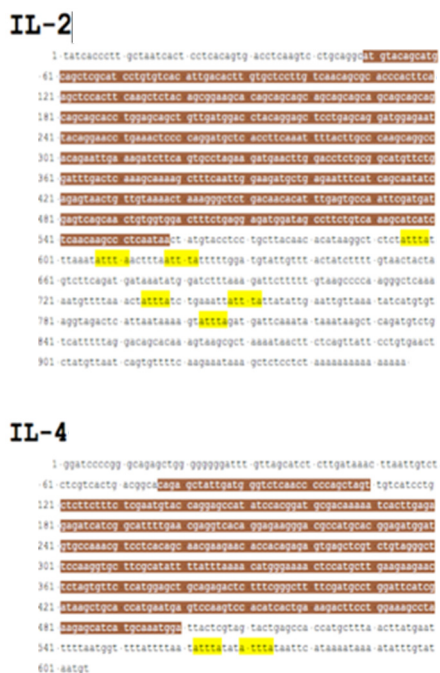 IL-2
1 tatcaccctt gctaatcact cctcacagtg acctcaagtc ctgcaggcat gtacagcatg
61 cagctcgcat cctgtgtcac attgacactt gtgctccttg tcaacagcgc acccacttca
121 agctccactt caagctctac agcggaagca cagcagcagc agcagcagca gcagcagcag
181 cagcagcacc tggagcagct gttgatggac ctacaggagc tcctgagcag gatggagaat
241 tacaggaacc tgaaactccc caggatgctc accttcaaat tttacttgcc caagcaggcc
301 acagaattga aagatcttca gtgcctagaa gatgaacttg gacctctgcg gcatgttctg
361 gatttgactc aaagcaaaag ctttcaattg gaagatgctg agaatttcat cagcaatatc
421 agagtaactg ttgtaaaact aaagggctct gacaacacat ttgagtgcca attcgatgat
481 gagtcagcaa ctgtggtgga ctttctgagg agatggatag ccttctgtca aagcatcatc
541 tcaacaagcc ctcaataact atgtacctcc tgcttacaac acataaggct ctctatttat
601 ttaaatattt aactttaatt tatttttgga tgtattgttt actatctttt gtaactacta
661 gtcttcagat gataaatatg gatctttaaa gattctttttt gtaagcccca agggctcaaa
721 aatgttttaa actatttatc tgaaattatt tattatattg aattgttaaa tatcatgtgt
781 aggtagactc attaataaaa gtatttagat gattcaaata taaataagct cagatgtctg
841 tcatttttag gacagcacaa agtaagcgct aaaataactt ctcagttatt cctgtgaact
901 ctatgttaat cagtgttttc aagaaataaa gctctcctct aaaaaaaaaa aaaaa
IL-4
1 ggatccccgg gcagagctgg ggggggattt gttagcatct cttgataaac ttaattgtct
61 ctcgtcactg acggcacaga gctattgatg ggtctcaacc cccagctagt tgtcatcctg
121 ctcttctttc tcgaatgtac caggagccat atccacggat gcgacaaaaa tcacttgaga
181 gagatcatcg gcattttgaa cgaggtcaca ggagaaggga cgccatgcac ggagatggat
241 gtgccaaacg tcctcacagc aacgaagaac accacagaga gtgagctcgt ctgtagggct
301 tccaaggtgc ttcgcatatt ttatttaaaa catgggaaaa ctccatgctt gaagaagaac
361 tctagtgttc tcatggagct gcagagactc tttcgggctt ttcgatgcct ggattcatcg
421 ataagctgca ccatgaatga gtccaagtcc acatcactga aagacttcct ggaaagccta
481 aagagcatca tgcaaatgga ttactcgtag tactgagcca ccatgcttta acttatgaat
541 ttttaatggt tttattttaa tatttatata tttataattc ataaaataaa atatttgtat
601 aatgt